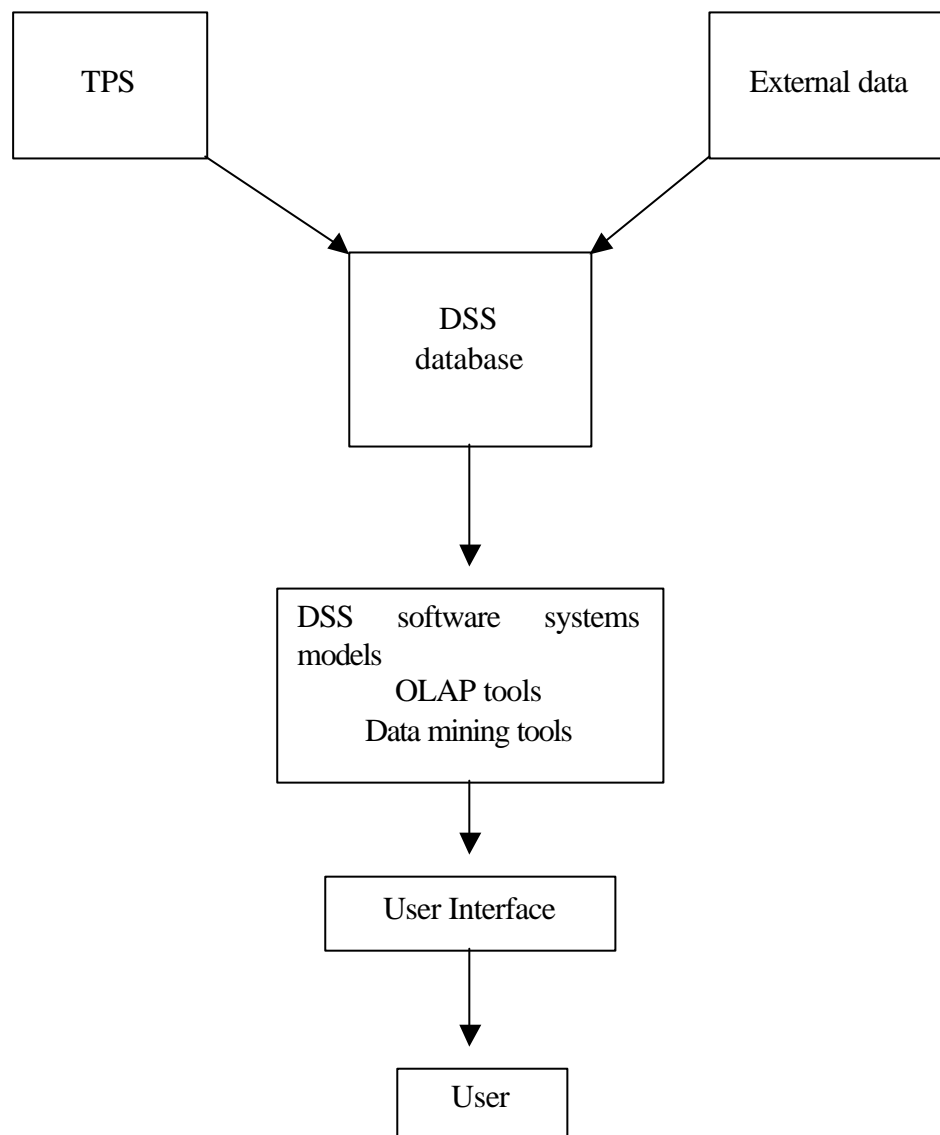 TPS
External data
DSS
database
DSS software systems
models
OLAP tools
Data mining tools
User Interface
User